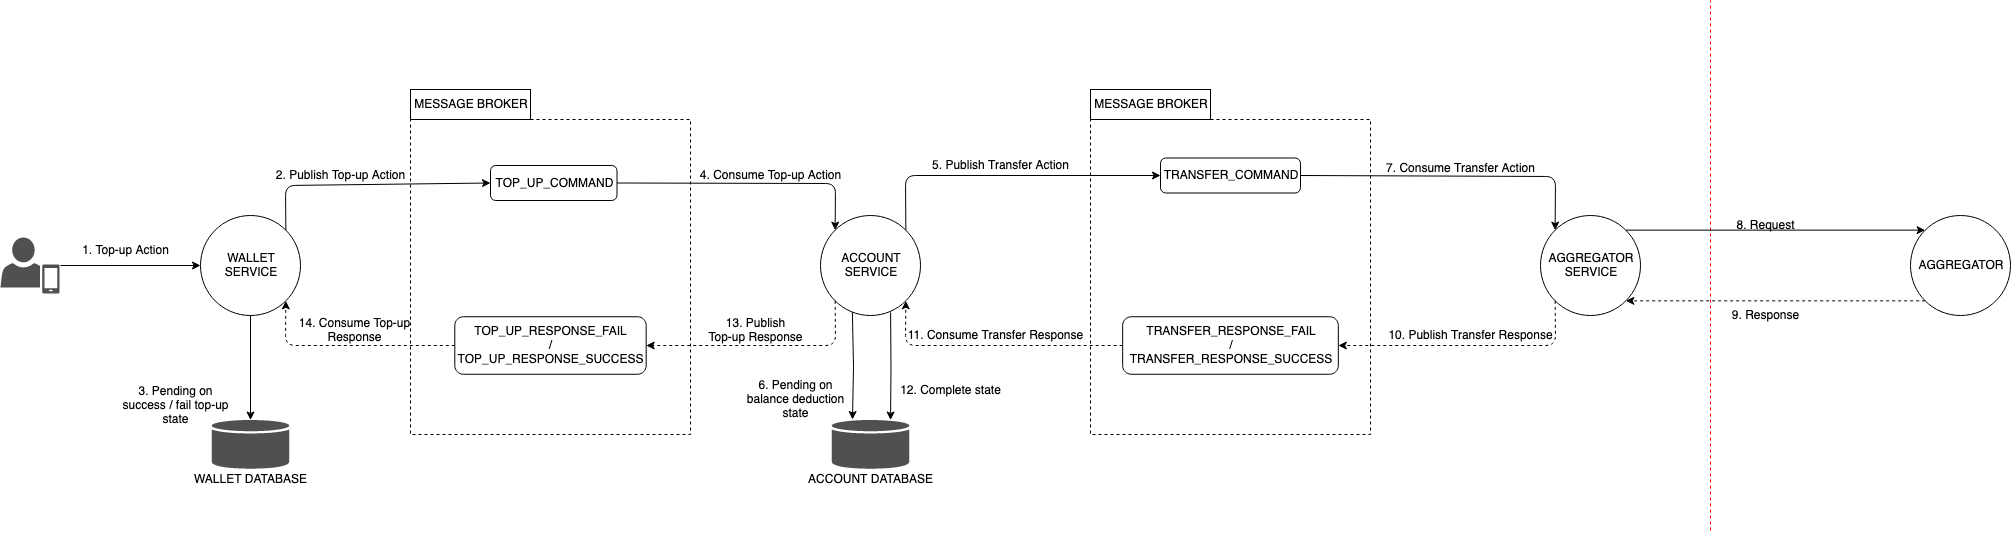 MESSAGE BROKER
MESSAGE BROKER
1. Top-up Action
WALLET
SERVICE
2. Publish Top-up Action
TOP_UP_COMMAND
4. Consume Top-up Action
ACCOUNT
SERVICE
5. Publish Transfer Action
TRANSFER_COMMAND
7. Consume Transfer Action
AGGREGATOR
SERVICE
8. Request
AGGREGATOR
9. Response
14. Consume Top-up
Response
TOP_UP_RESPONSE_FAIL
/
TOP_UP_RESPONSE_SUCCESS
13. Publish
Top-up Response
11. Consume Transfer Response
TRANSFER_RESPONSE_FAIL
/
TRANSFER_RESPONSE_SUCCESS
10. Publish Transfer Response
3. Pending on
success / fail top-up
state
WALLET DATABASE
6. Pending on
balance deduction
state
12. Complete state
ACCOUNT DATABASE